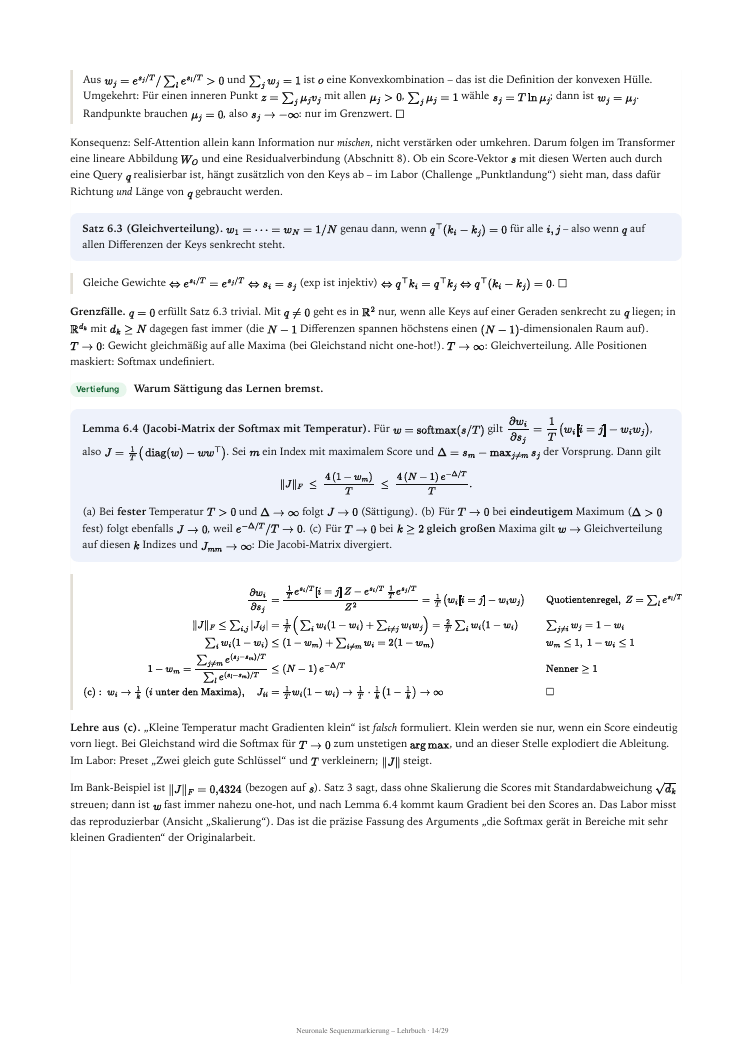 Aus w_j = e^{s_j/T} / ∑_l e^{s_l/T} > 0 und ∑_j w_j = 1 ist o eine Konvexkombination – das ist die Definition der konvexen Hülle.
Umgekehrt: Für einen inneren Punkt z = ∑_j μ_j v_j mit allen μ_j > 0, ∑_j μ_j = 1 wähle s_j = T ln μ_j; dann ist w_j = μ_j.
Randpunkte brauchen μ_j = 0, also s_j → −∞: nur im Grenzwert. □
Konsequenz: Self-Attention allein kann Information nur mischen, nicht verstärken oder umkehren. Darum folgen im Transformer
eine lineare Abbildung W_O und eine Residualverbindung (Abschnitt 8). Ob ein Score-Vektor s mit diesen Werten auch durch
eine Query q realisierbar ist, hängt zusätzlich von den Keys ab – im Labor (Challenge „Punktlandung“) sieht man, dass dafür
Richtung und Länge von q gebraucht werden.
Satz 6.3 (Gleichverteilung). w_1 = ⋯ = w_N = 1/N genau dann, wenn q^⊤(k_i − k_j) = 0 für alle i, j – also wenn q auf
allen Differenzen der Keys senkrecht steht.
Gleiche Gewichte ⇔ e^{s_i/T} = e^{s_j/T} ⇔ s_i = s_j (exp ist injektiv) ⇔ q^⊤k_i = q^⊤k_j ⇔ q^⊤(k_i − k_j) = 0. □
Grenzfälle. q = 0 erfüllt Satz 6.3 trivial. Mit q ≠ 0 geht es in ℝ^2 nur, wenn alle Keys auf einer Geraden senkrecht zu q liegen; in
ℝ^{d_k} mit d_k ≥ N dagegen fast immer (die N − 1 Differenzen spannen höchstens einen (N − 1)-dimensionalen Raum auf).
T → 0: Gewicht gleichmäßig auf alle Maxima (bei Gleichstand nicht one-hot!). T → ∞: Gleichverteilung. Alle Positionen
maskiert: Softmax undefiniert.
Vertiefung Warum Sättigung das Lernen bremst.
Lemma 6.4 (Jacobi-Matrix der Softmax mit Temperatur). Für w = softmax(s/T) gilt ∂w_i/∂s_j = 1/T (w_i[i = j] − w_i w_j),
also J = 1/T (diag(w) − ww^⊤). Sei m ein Index mit maximalem Score und Δ = s_m − max_{j≠m} s_j der Vorsprung. Dann gilt
‖J‖_F ≤ 4 (1 − w_m)/T ≤ 4 (N − 1) e^{−Δ/T}/T.
(a) Bei fester Temperatur T > 0 und Δ → ∞ folgt J → 0 (Sättigung). (b) Für T → 0 bei eindeutigem Maximum (Δ > 0
fest) folgt ebenfalls J → 0, weil e^{−Δ/T}/T → 0. (c) Für T → 0 bei k ≥ 2 gleich großen Maxima gilt w → Gleichverteilung
auf diesen k Indizes und J_{mm} → ∞: Die Jacobi-Matrix divergiert.
∂w_i/∂s_j = (1/T e^{s_i/T}[i = j] Z − e^{s_i/T} 1/T e^{s_j/T})/Z^2 = 1/T (w_i[i = j] − w_i w_j) Quotientenregel, Z = ∑_l e^{s_l/T}
‖J‖_F ≤ ∑_{i,j} |J_{ij}| = 1/T (∑_i w_i(1 − w_i) + ∑_{i≠j} w_i w_j) = 2/T ∑_i w_i(1 − w_i) ∑_{j≠i} w_j = 1 − w_i
∑_i w_i(1 − w_i) ≤ (1 − w_m) + ∑_{i≠m} w_i = 2(1 − w_m) w_m ≤ 1, 1 − w_i ≤ 1
1 − w_m = ∑_{j≠m} e^{(s_j−s_m)/T} / ∑_l e^{(s_l−s_m)/T} ≤ (N − 1) e^{−Δ/T} Nenner ≥ 1
(c) : w_i → 1/k (i unter den Maxima), J_{ii} = 1/T w_i(1 − w_i) → 1/T · 1/k (1 − 1/k) → ∞ □
Lehre aus (c). „Kleine Temperatur macht Gradienten klein“ ist falsch formuliert. Klein werden sie nur, wenn ein Score eindeutig
vorn liegt. Bei Gleichstand wird die Softmax für T → 0 zum unstetigen arg max, und an dieser Stelle explodiert die Ableitung.
Im Labor: Preset „Zwei gleich gute Schlüssel“ und T verkleinern; ‖J‖ steigt.
Im Bank-Beispiel ist ‖J‖_F = 0,4324 (bezogen auf s). Satz 3 sagt, dass ohne Skalierung die Scores mit Standardabweichung √d_k
streuen; dann ist w fast immer nahezu one-hot, und nach Lemma 6.4 kommt kaum Gradient bei den Scores an. Das Labor misst
das reproduzierbar (Ansicht „Skalierung“). Das ist die präzise Fassung des Arguments „die Softmax gerät in Bereiche mit sehr
kleinen Gradienten“ der Originalarbeit.
Neuronale Sequenzmarkierung – Lehrbuch · 14/29